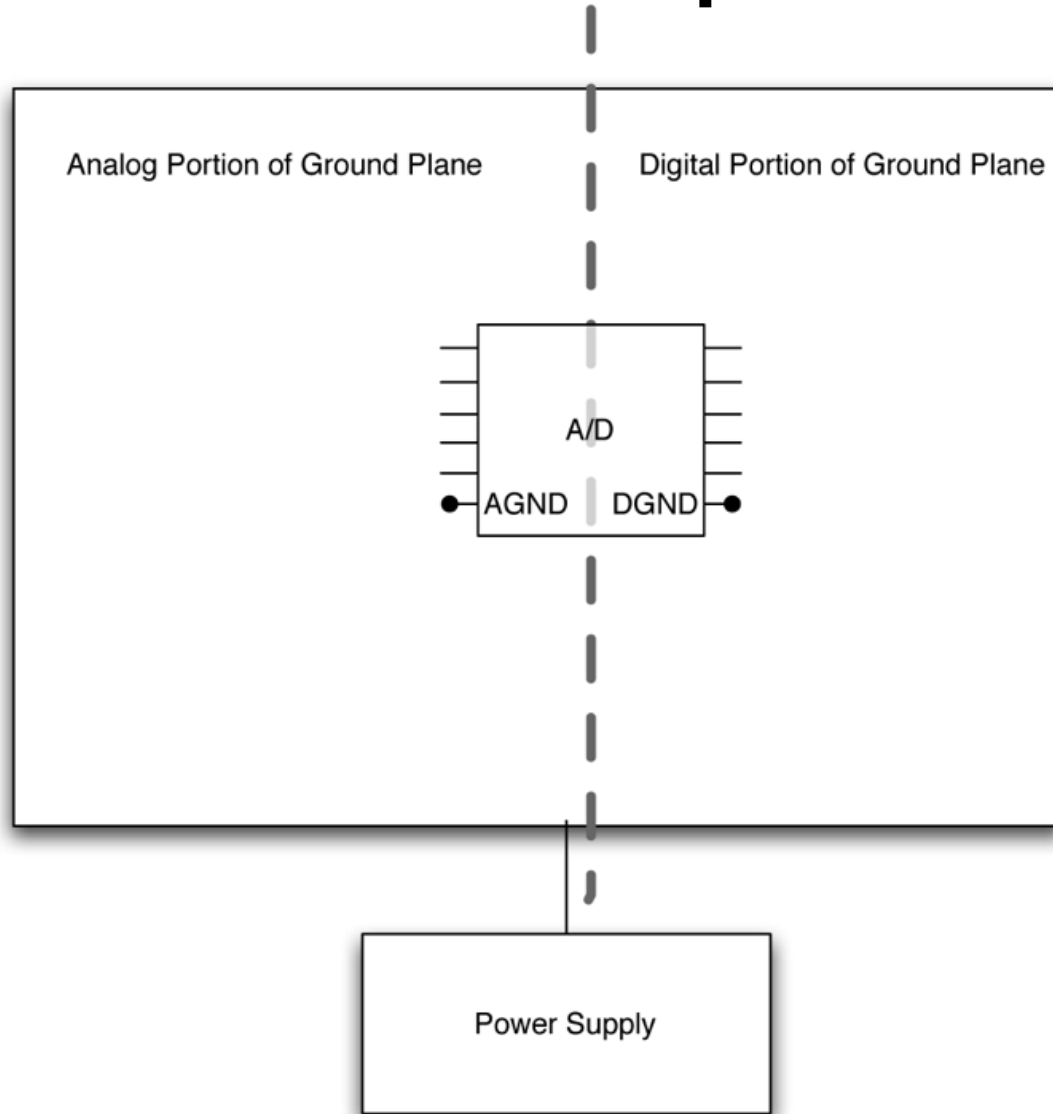 Analog Portion of Ground Plane
Digital Portion of Ground Plane
A/D
AGND
DGND
Power Supply